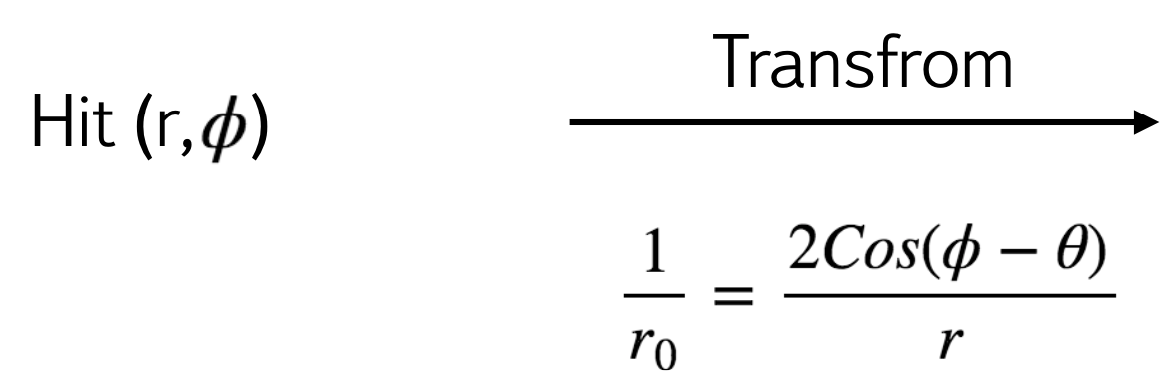 Transfrom
Hit (r,ϕ)
1/r₀ = 2Cos(ϕ − θ)/r